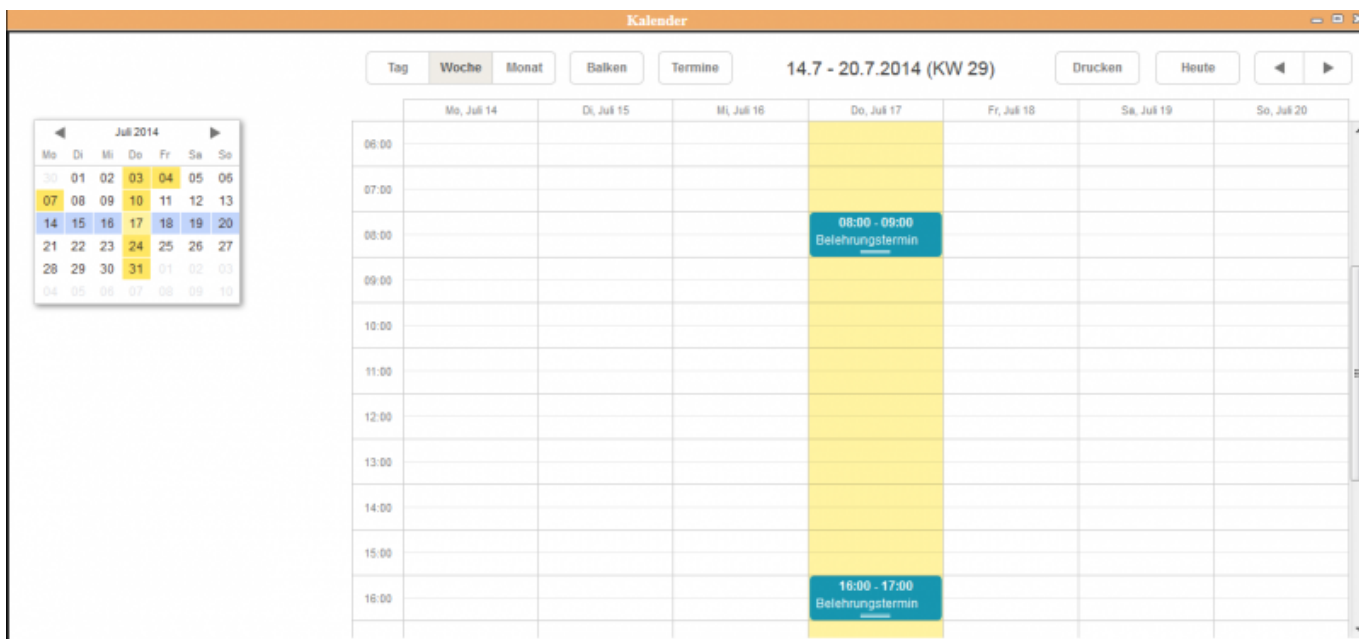 Kalender
Tag Woche Monat Balken Termine 14.7 - 20.7.2014 (KW 29) Drucken Heute
Mo, Juli 14 Di, Juli 15 Mi, Juli 16 Do, Juli 17 Fr, Juli 18 Sa, Juli 19 So, Juli 20
Juli 2014
Mo Di Mi Do Fr Sa So
30 01 02 03 04 05 06
07 08 09 10 11 12 13
14 15 16 17 18 19 20
21 22 23 24 25 26 27
28 29 30 31 01 02 03
04 05 06 07 08 09 10
06:00
07:00
08:00
08:00 - 09:00
Belehrungstermin
09:00
10:00
11:00
12:00
13:00
14:00
15:00
16:00
16:00 - 17:00
Belehrungstermin